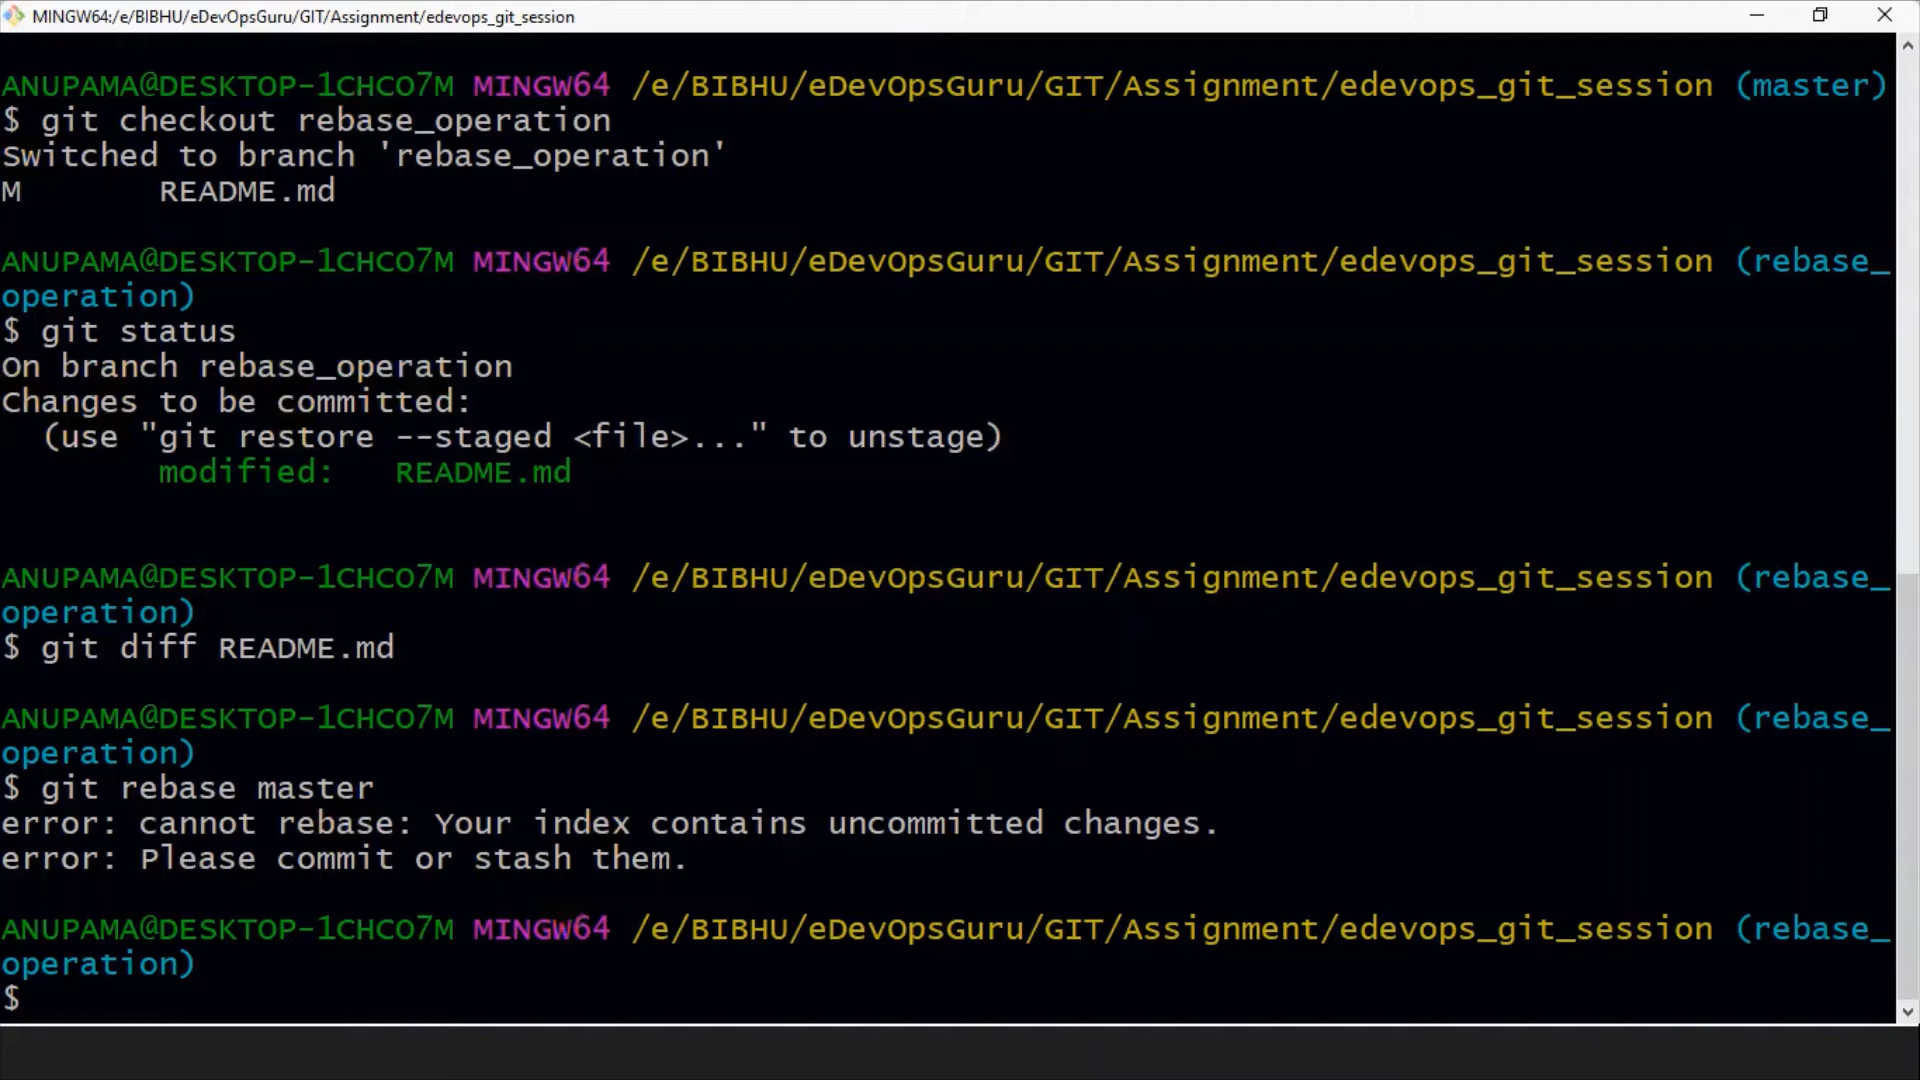 MINGW64:/e/BIBHU/eDevOpsGuru/GIT/Assignment/edevops_git_session
ANUPAMA@DESKTOP-1CHCO7M MINGW64 /e/BIBHU/eDevOpsGuru/GIT/Assignment/edevops_git_session (master)
$ git checkout rebase_operation
Switched to branch 'rebase_operation'
M       README.md
ANUPAMA@DESKTOP-1CHCO7M MINGW64 /e/BIBHU/eDevOpsGuru/GIT/Assignment/edevops_git_session (rebase_
operation)
$ git status
On branch rebase_operation
Changes to be committed:
  (use "git restore --staged <file>..." to unstage)
        modified:   README.md
ANUPAMA@DESKTOP-1CHCO7M MINGW64 /e/BIBHU/eDevOpsGuru/GIT/Assignment/edevops_git_session (rebase_
operation)
$ git diff README.md
ANUPAMA@DESKTOP-1CHCO7M MINGW64 /e/BIBHU/eDevOpsGuru/GIT/Assignment/edevops_git_session (rebase_
operation)
$ git rebase master
error: cannot rebase: Your index contains uncommitted changes.
error: Please commit or stash them.
ANUPAMA@DESKTOP-1CHCO7M MINGW64 /e/BIBHU/eDevOpsGuru/GIT/Assignment/edevops_git_session (rebase_
operation)
$